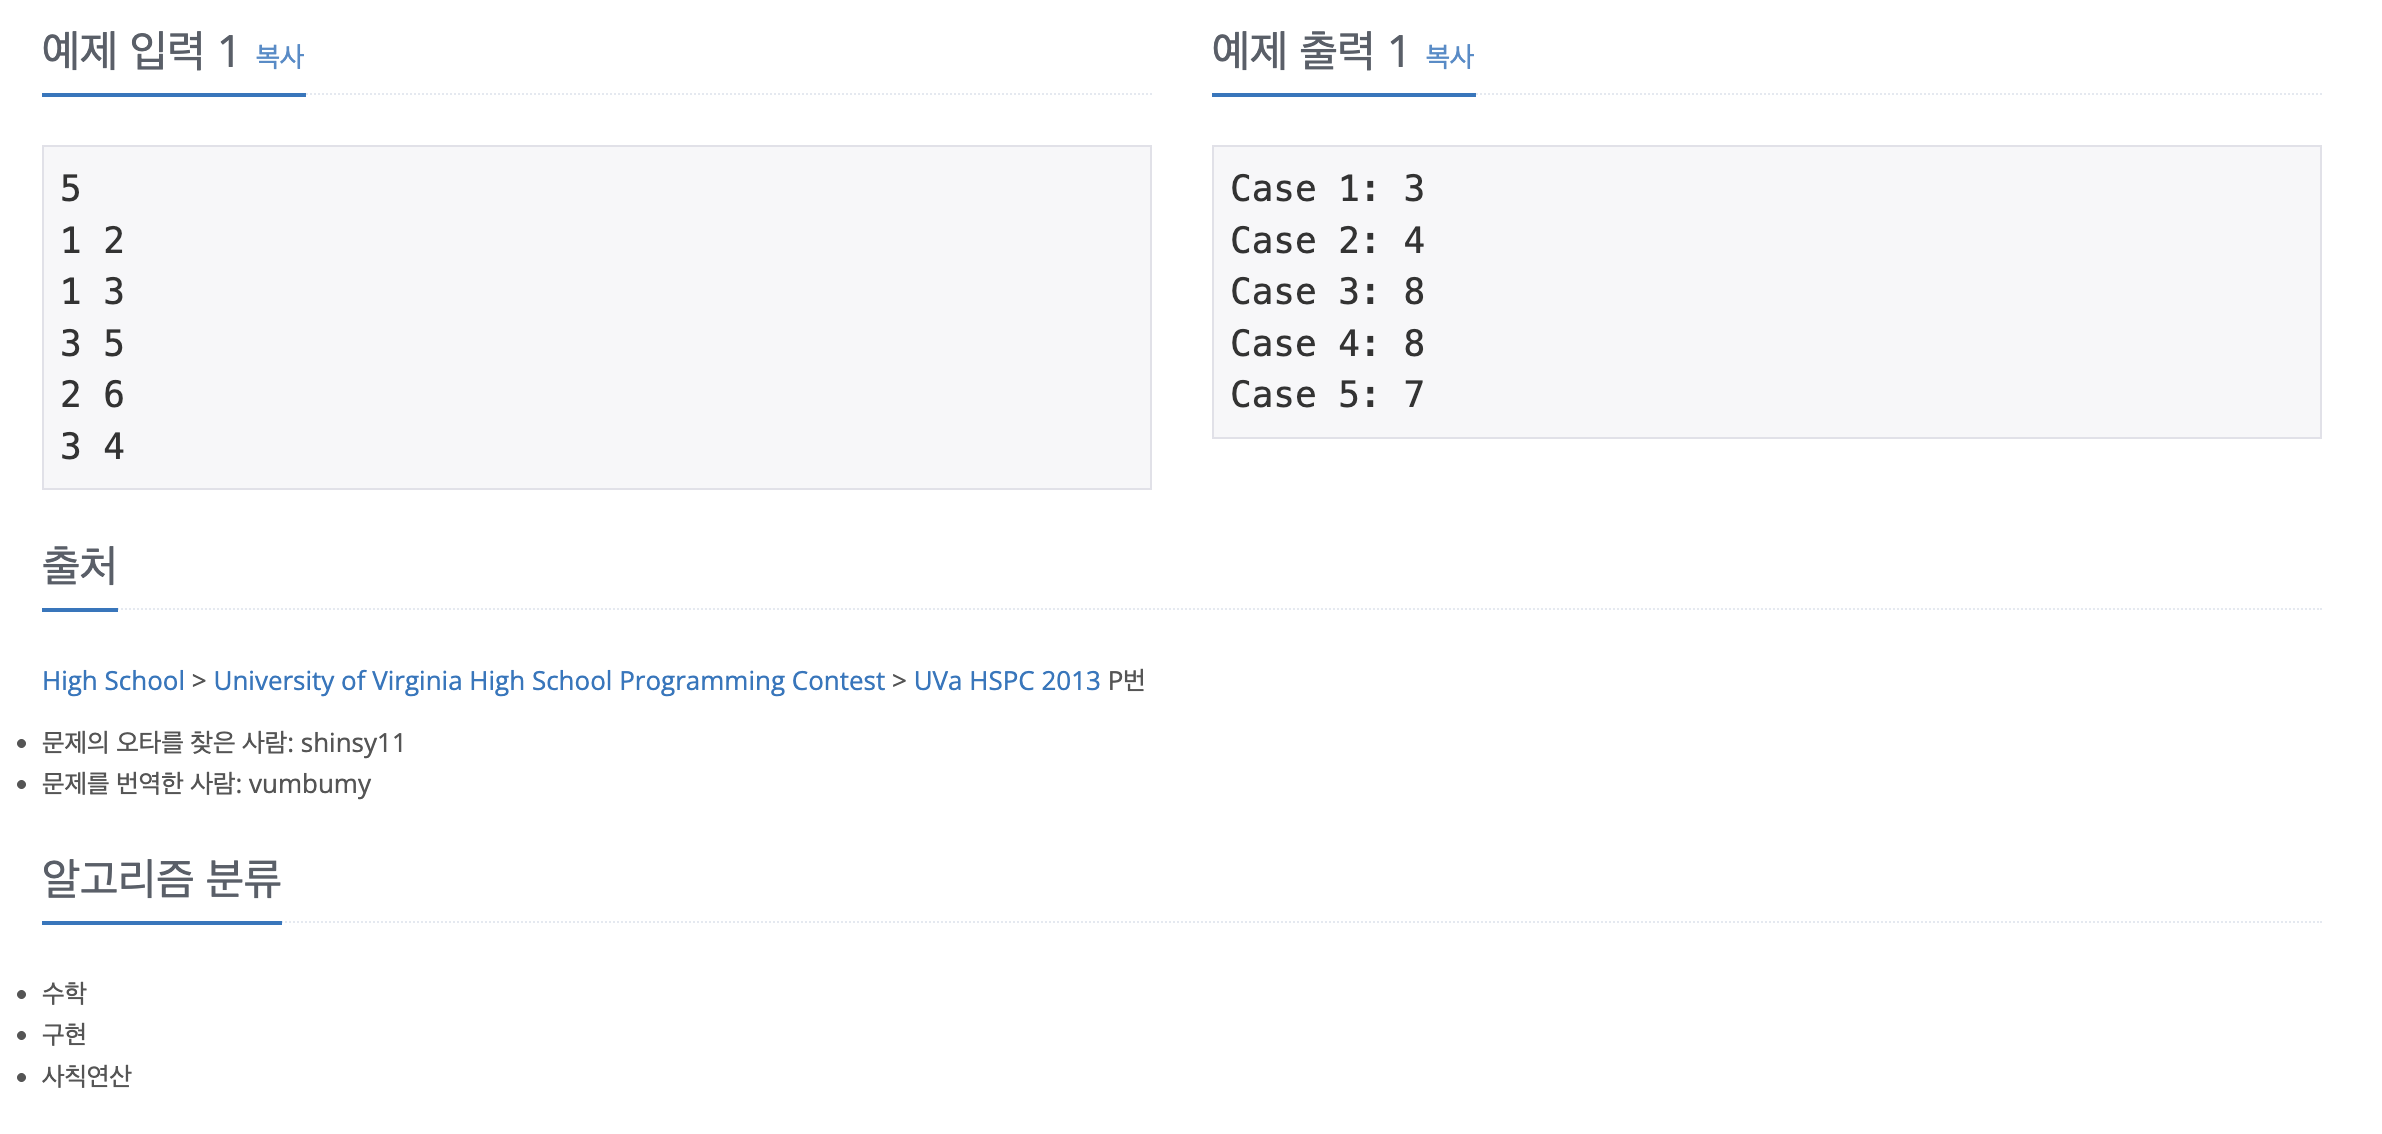 예제 입력 1 복사
5
1 2
1 3
3 5
2 6
3 4
예제 출력 1 복사
Case 1: 3
Case 2: 4
Case 3: 8
Case 4: 8
Case 5: 7
출처
High School > University of Virginia High School Programming Contest > UVa HSPC 2013 P번
• 문제의 오타를 찾은 사람: shinsy11
• 문제를 번역한 사람: vumbumy
알고리즘 분류
• 수학
• 구현
• 사칙연산